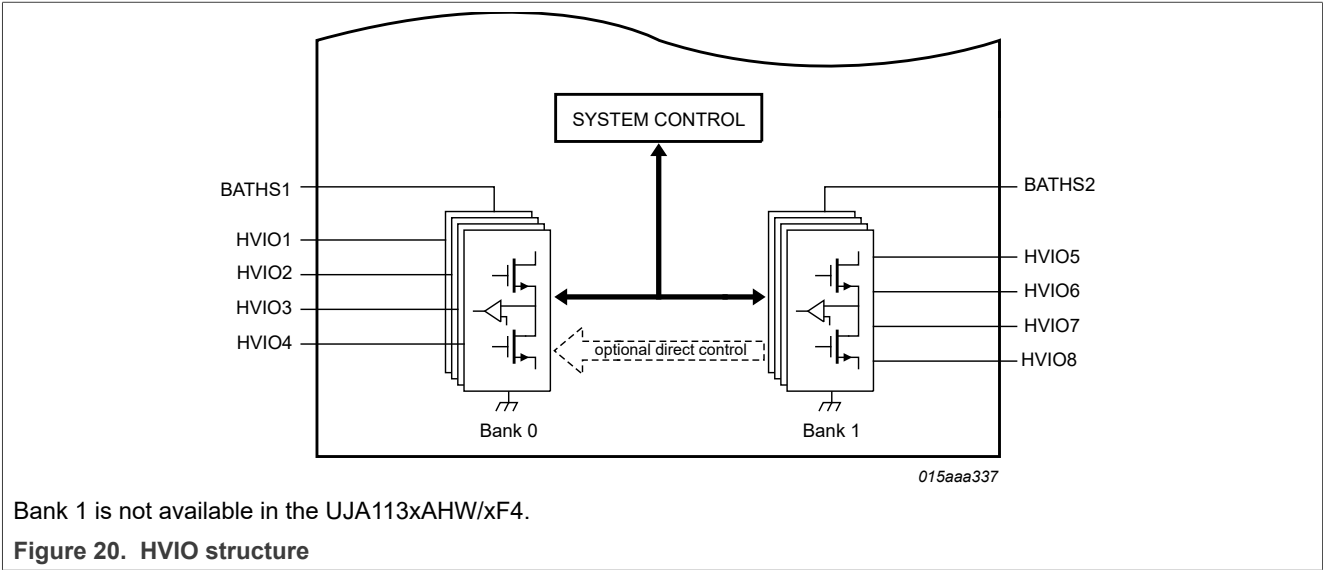 SYSTEM CONTROL
BATHS1
BATHS2
HVIO1
HVIO2
HVIO3
HVIO4
HVIO5
HVIO6
HVIO7
HVIO8
optional direct control
Bank 0
Bank 1
015aaa337
Bank 1 is not available in the UJA113xAHW/xF4.
Figure 20. HVIO structure